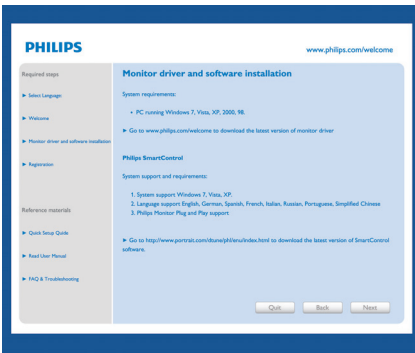 PHILIPS
www.philips.com/welcome
Required steps
Select Language:
Welcome
Monitor driver and software installation
Registration
Reference materials
Quick Setup Guide
Read User Manual
FAQ & Troubleshooting
Monitor driver and software installation
System requirements:
• PC running Windows 7, Vista, XP, 2000, 98.
Go to www.philips.com/welcome to download the latest version of monitor driver
Philips SmartControl
System support and requirements:
1. System support Windows 7, Vista, XP.
2. Language support English, German, Spanish, French, Italian, Russian, Portuguese, Simplified Chinese
3. Philips Monitor Plug and Play support
Go to http://www.portrait.com/dtune/phl/enu/index.html to download the latest version of SmartControl
software.
Quit
Back
Next